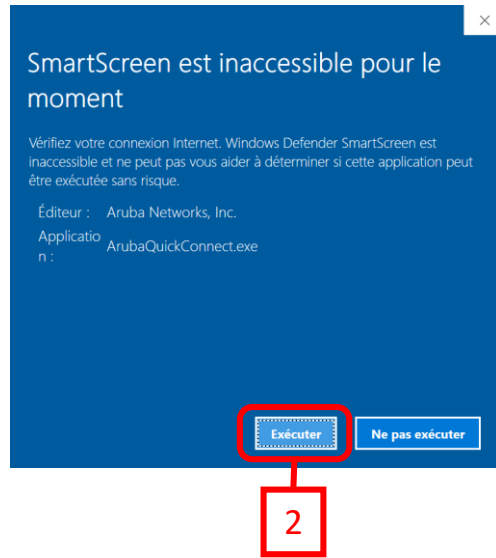 SmartScreen est inaccessible pour le
moment
Vérifiez votre connexion Internet. Windows Defender SmartScreen est
inaccessible et ne peut pas vous aider à déterminer si cette application peut
être exécutée sans risque.
Éditeur : Aruba Networks, Inc.
Applicatio
n : ArubaQuickConnect.exe
Exécuter Ne pas exécuter
2